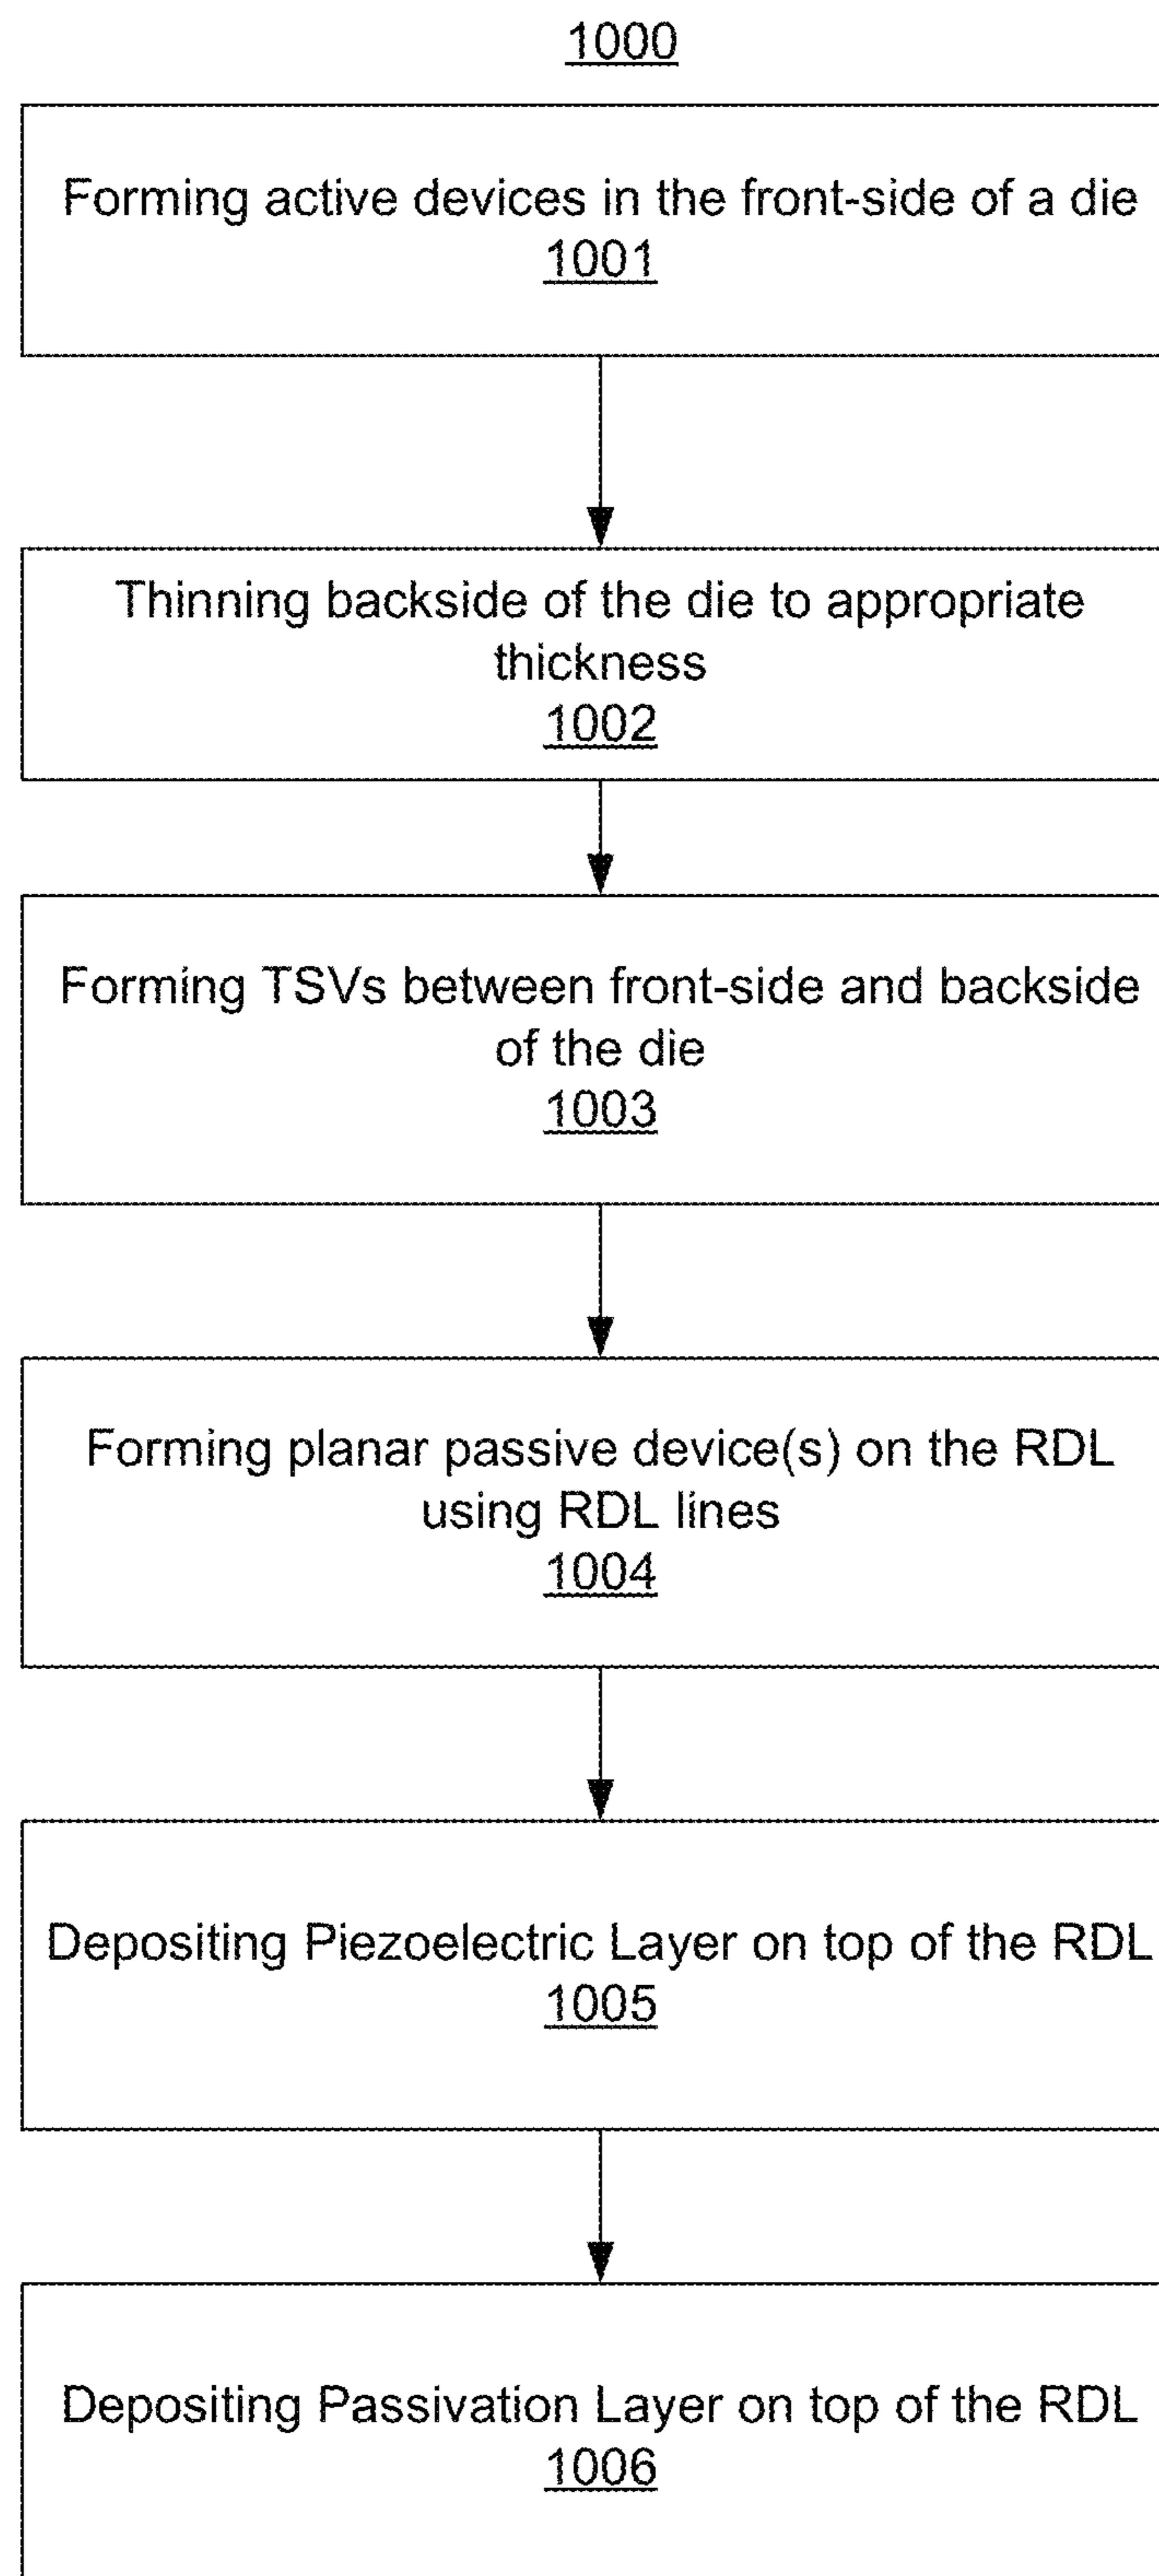 1000
Forming active devices in the front-side of a die
1001
Thinning backside of the die to appropriate
thickness
1002
Forming TSVs between front-side and backside
of the die
1003
Forming planar passive device(s) on the RDL
using RDL lines
1004
Depositing Piezoelectric Layer on top of the RDL
1005
Depositing Passivation Layer on top of the RDL
1006